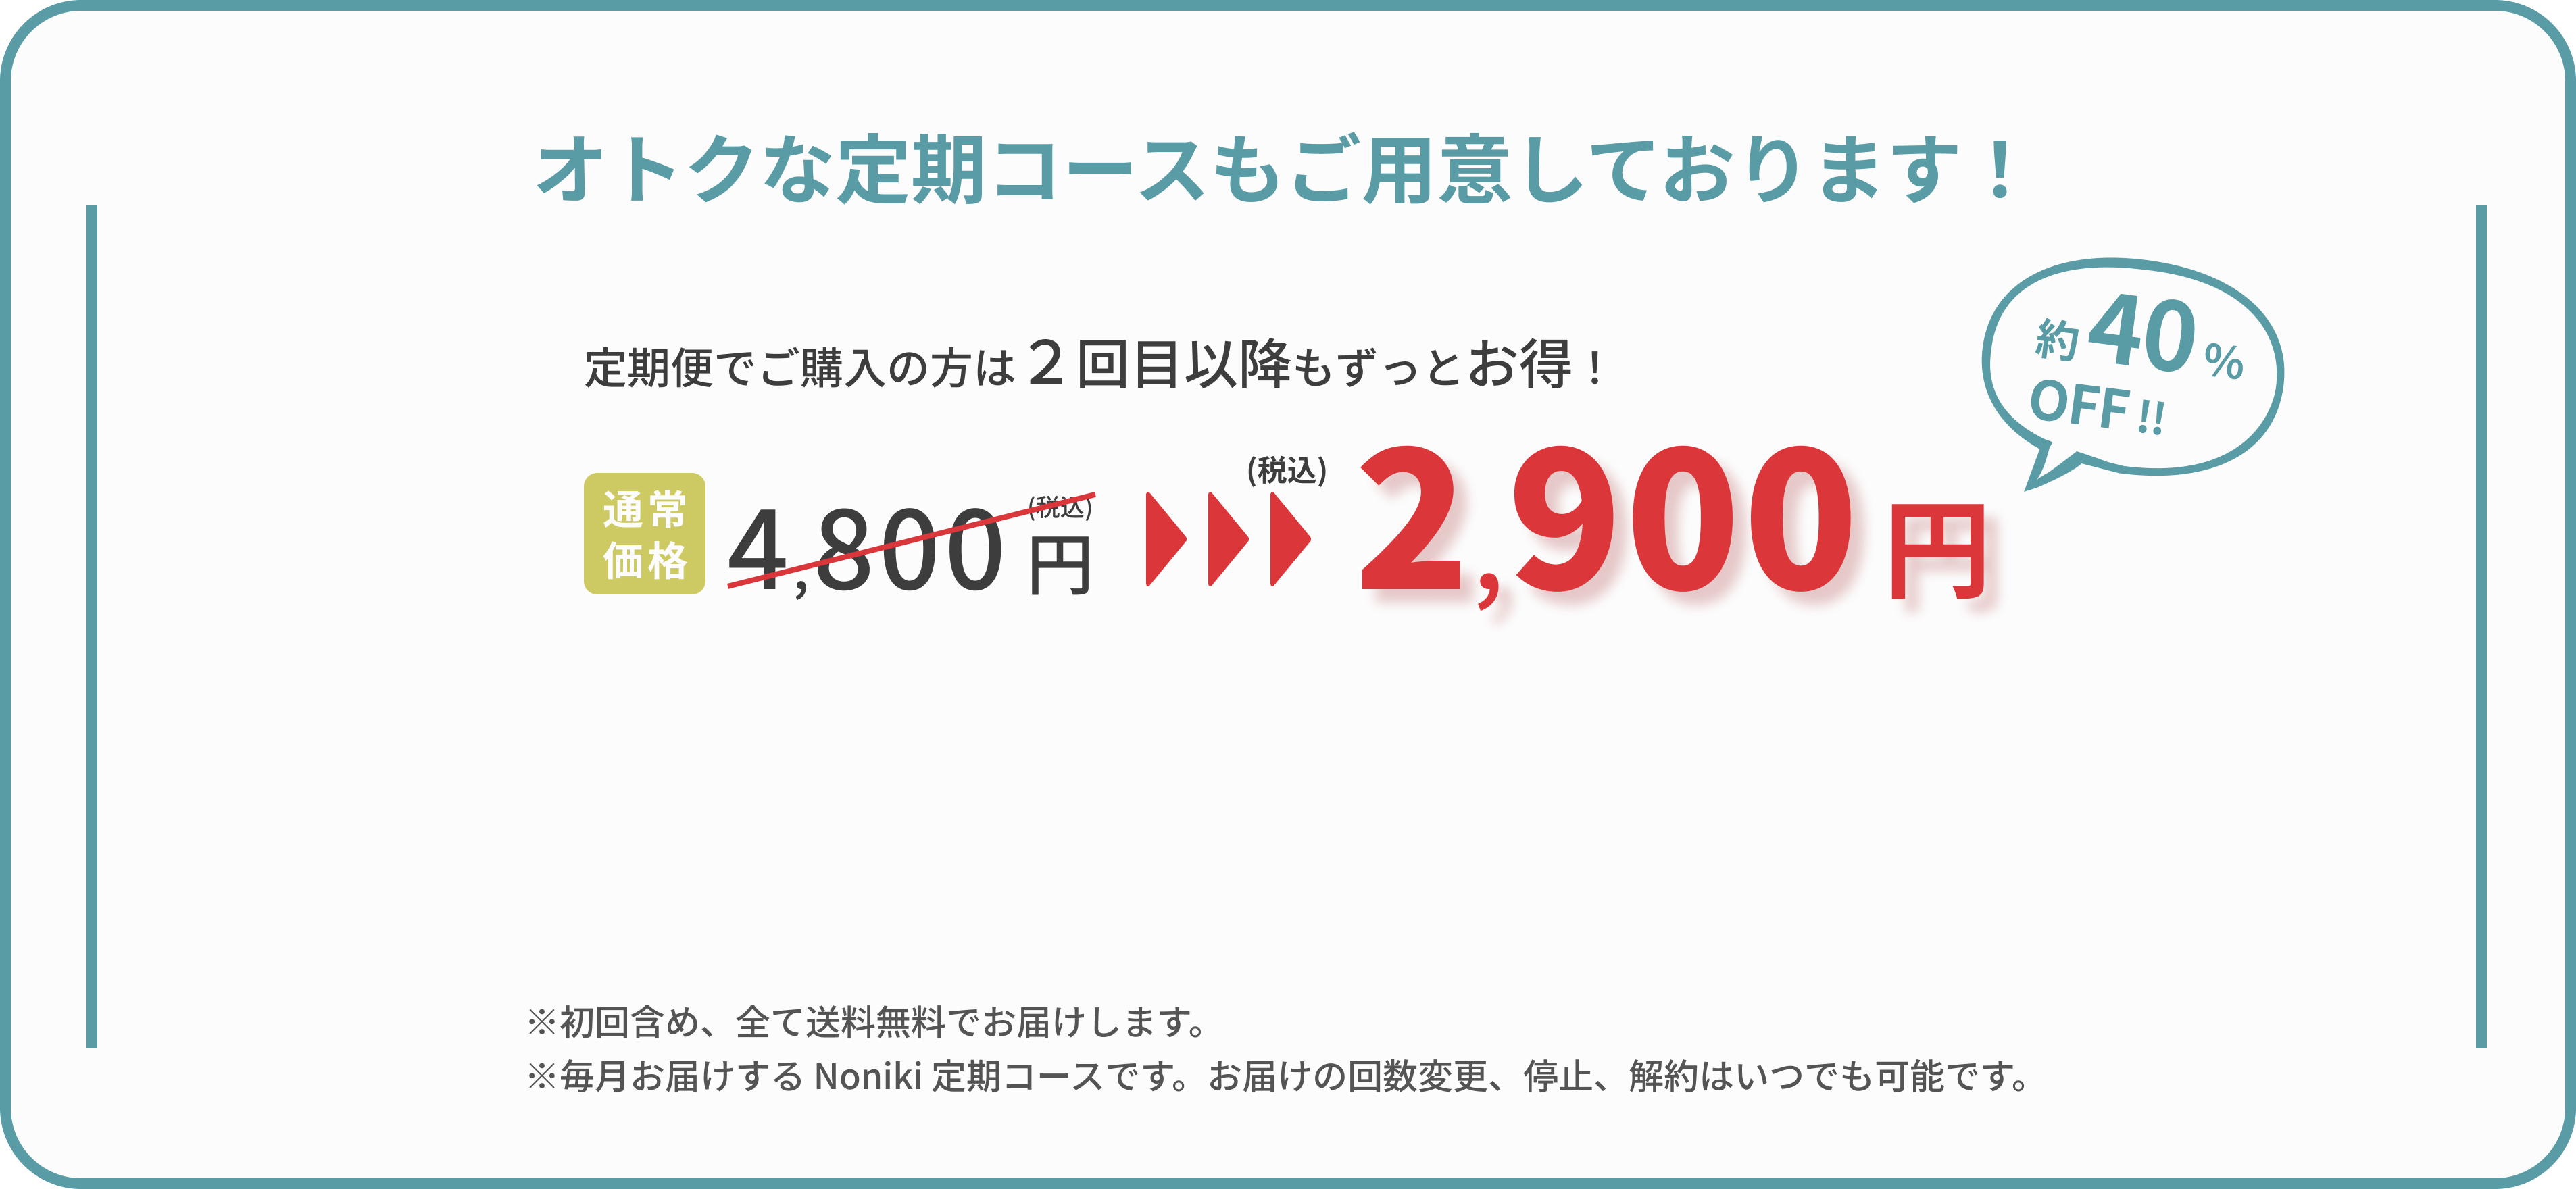 オトクな定期コースもご用意しております！
定期便でご購入の方は２回目以降もずっとお得！
約40%
OFF!!
通常
価格
4,800円(税込)
(税込)2,900円
※初回含め、全て送料無料でお届けします。
※毎月お届けする Noniki 定期コースです。お届けの回数変更、停止、解約はいつでも可能です。